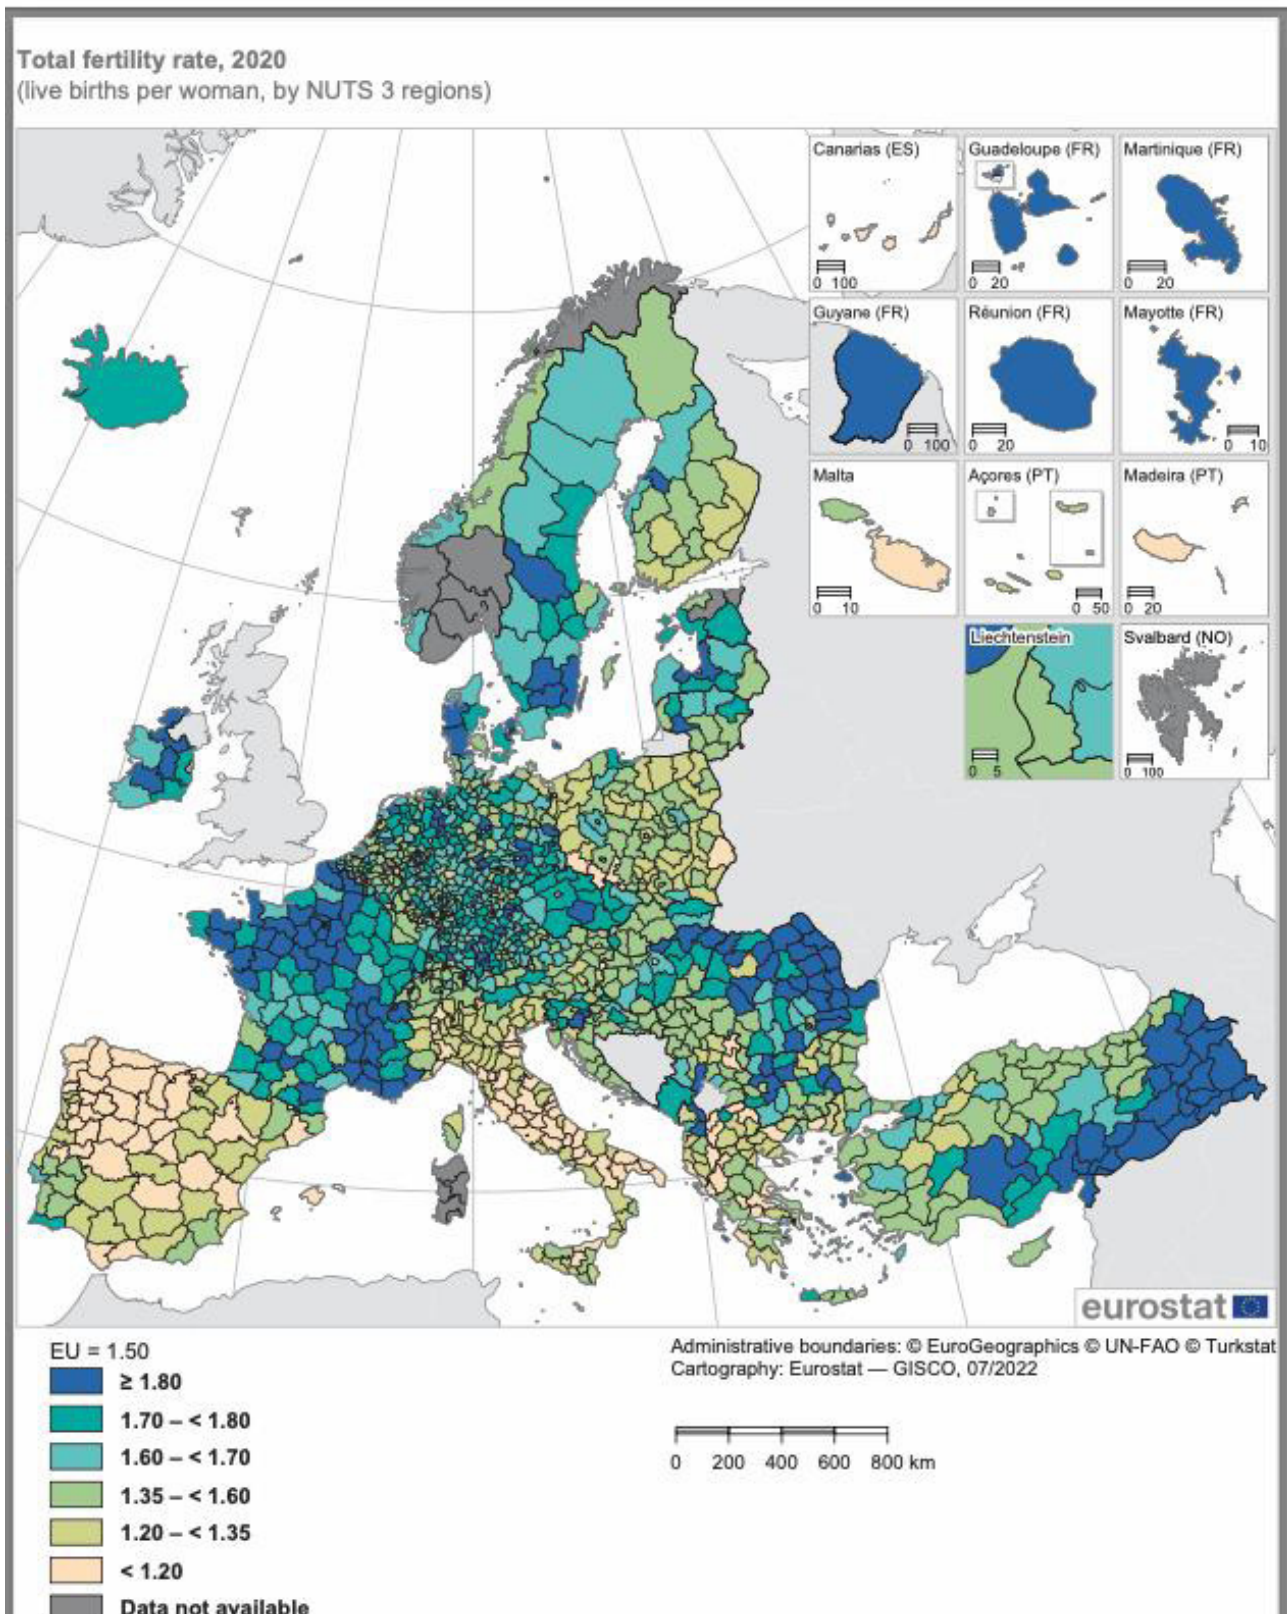 Total fertility rate, 2020
(live births per woman, by NUTS 3 regions)
Canarias (ES)
0 100
Guadeloupe (FR)
0 20
Martinique (FR)
0 20
Guyane (FR)
0 100
Réunion (FR)
0 20
Mayotte (FR)
0 10
Malta
0 10
Açores (PT)
0 50
Madeira (PT)
0 20
Liechtenstein
0 5
Svalbard (NO)
0 100
eurostat
EU = 1.50
≥ 1.80
1.70 – < 1.80
1.60 – < 1.70
1.35 – < 1.60
1.20 – < 1.35
< 1.20
Data not available
Administrative boundaries: © EuroGeographics © UN-FAO © Turkstat
Cartography: Eurostat — GISCO, 07/2022
0 200 400 600 800 km